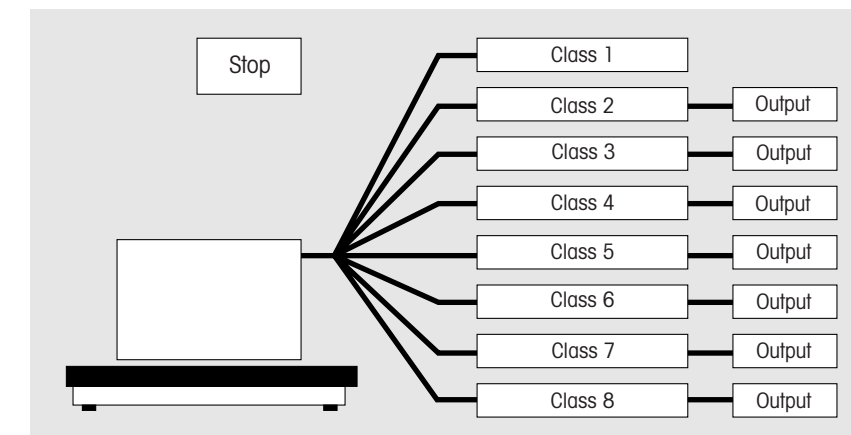 Stop
Class 1
Class 2 Output
Class 3 Output
Class 4 Output
Class 5 Output
Class 6 Output
Class 7 Output
Class 8 Output